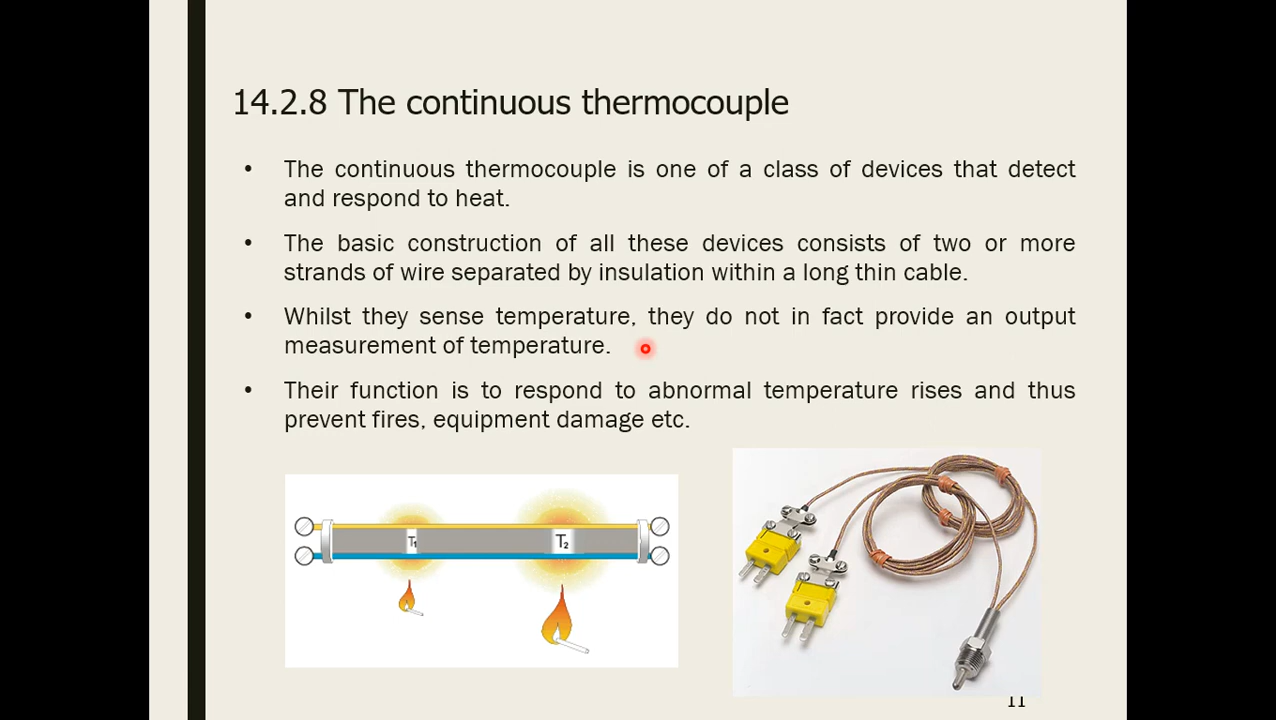 14.2.8 The continuous thermocouple
• The continuous thermocouple is one of a class of devices that detect
and respond to heat.
• The basic construction of all these devices consists of two or more
strands of wire separated by insulation within a long thin cable.
• Whilst they sense temperature, they do not in fact provide an output
measurement of temperature.
• Their function is to respond to abnormal temperature rises and thus
prevent fires, equipment damage etc.
T₁ T₂
11